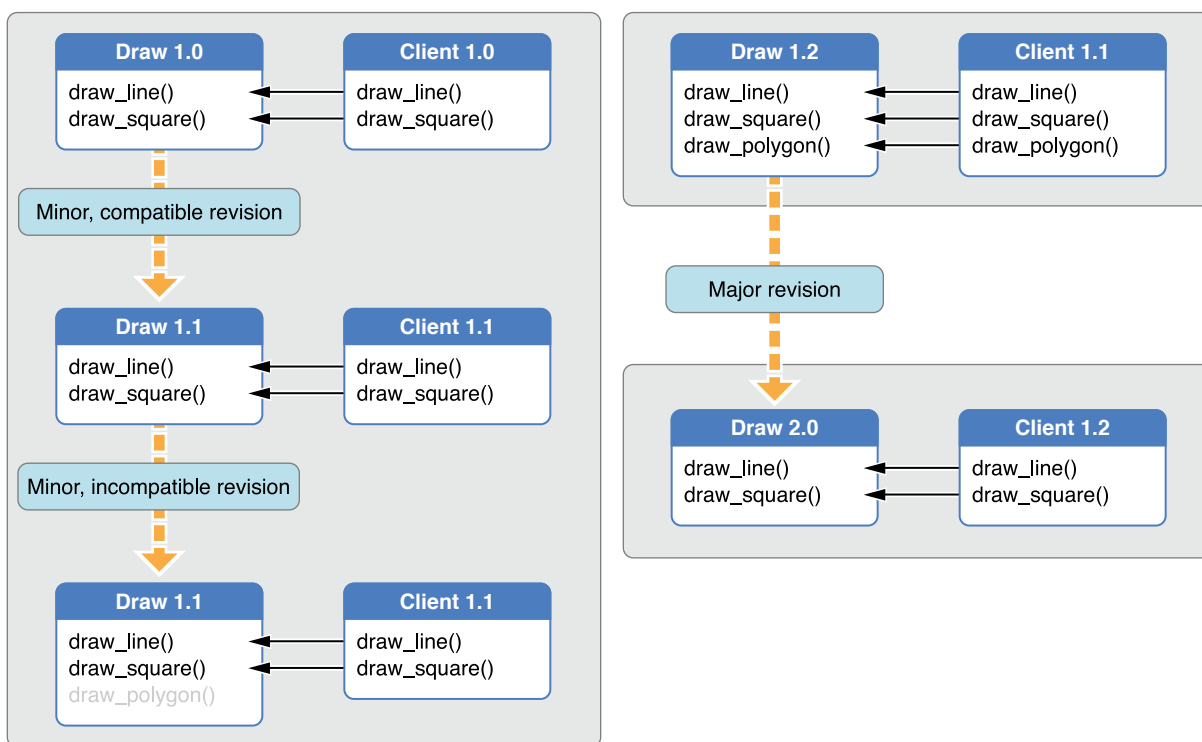 Draw 1.0
draw_line()
draw_square()
Client 1.0
draw_line()
draw_square()
Minor, compatible revision
Draw 1.1
draw_line()
draw_square()
Client 1.1
draw_line()
draw_square()
Minor, incompatible revision
Draw 1.1
draw_line()
draw_square()
draw_polygon()
Client 1.1
draw_line()
draw_square()
Draw 1.2
draw_line()
draw_square()
draw_polygon()
Client 1.1
draw_line()
draw_square()
draw_polygon()
Major revision
Draw 2.0
draw_line()
draw_square()
Client 1.2
draw_line()
draw_square()